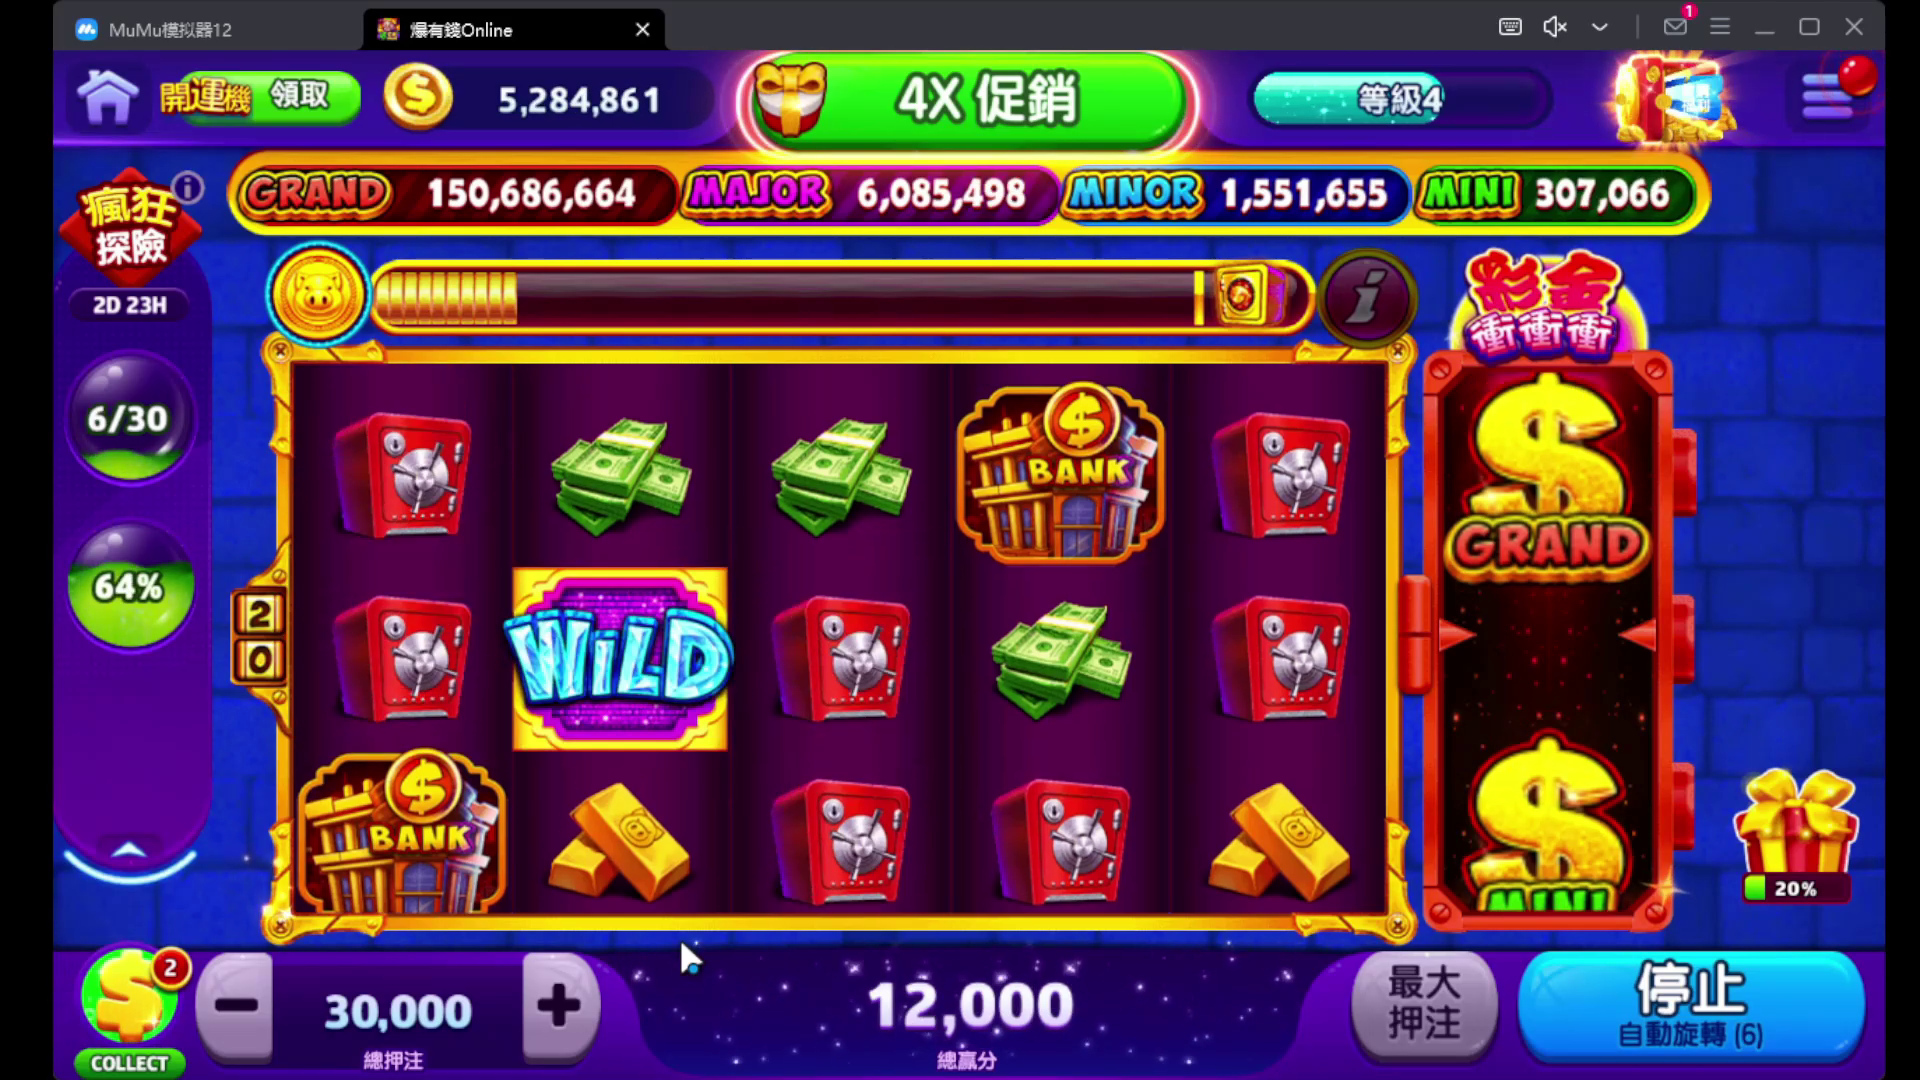 MuMu模拟器12
爆有錢Online
1
開運機
領取
5,284,861
4X 促銷
等級4
GRAND 150,686,664
MAJOR 6,085,498
MINOR 1,551,655
MINI 307,066
瘋狂
探險
i
2D 23H
6/30
64%
i
彩金
衝衝衝
BANK
GRAND
WILD
2
0
BANK
MINI
20%
2
COLLECT
30,000
總押注
12,000
總贏分
最大
押注
停止
自動旋轉 (6)